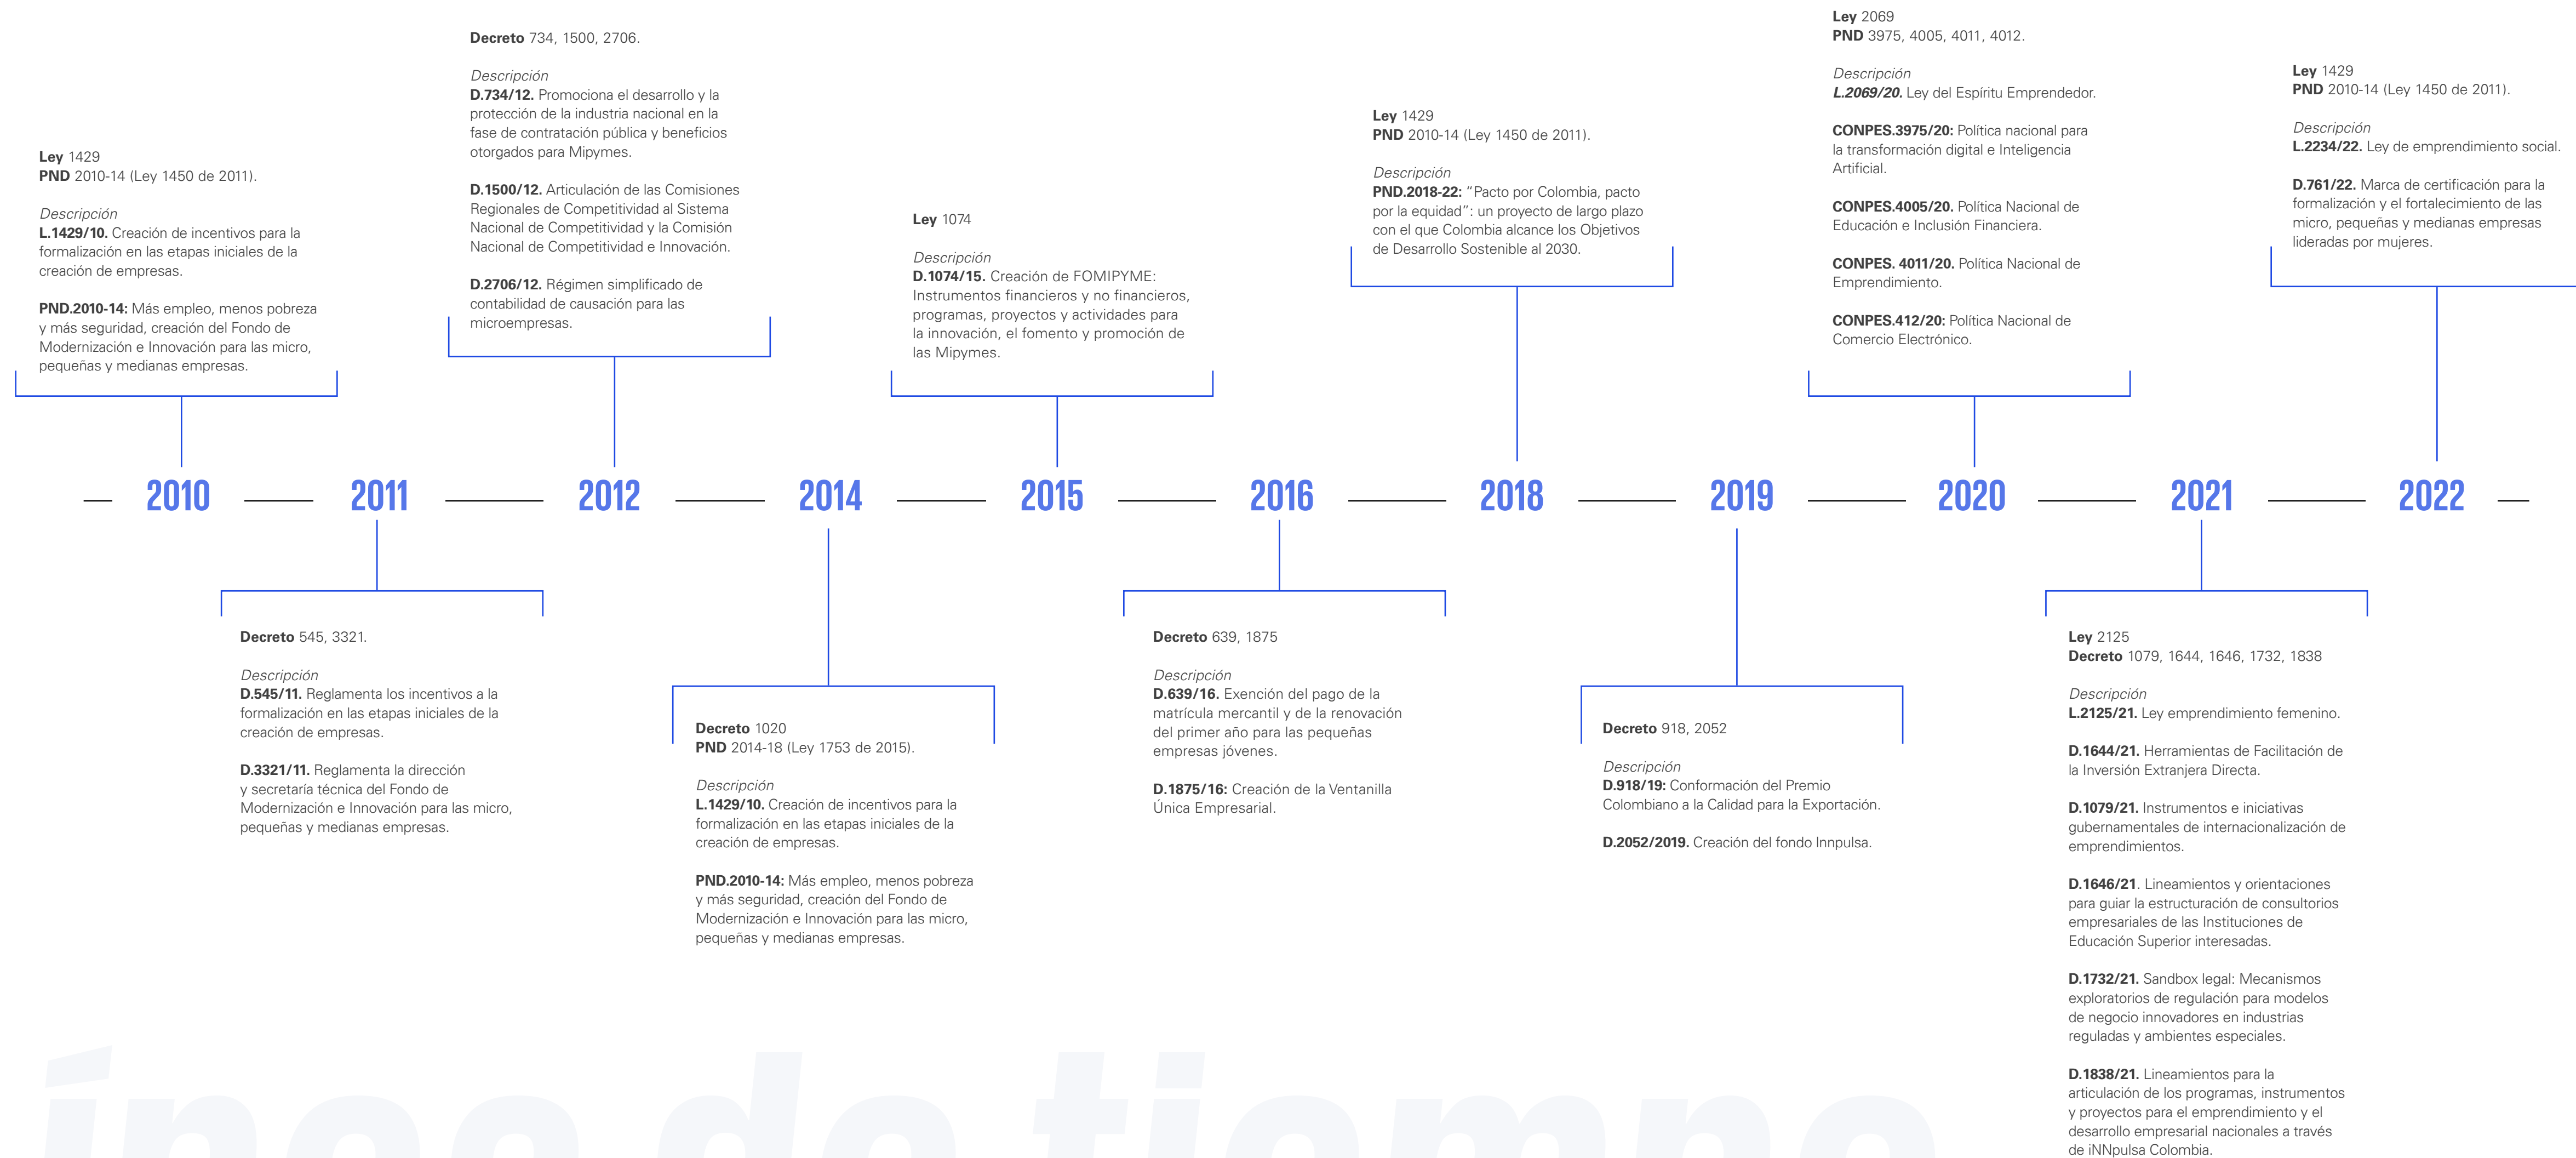 Ley 1429
PND 2010-14 (Ley 1450 de 2011).
Descripción
L.1429/10. Creación de incentivos para la
formalización en las etapas iniciales de la
creación de empresas.
PND.2010-14: Más empleo, menos pobreza
y más seguridad, creación del Fondo de
Modernización e Innovación para las micro,
pequeñas y medianas empresas.
Decreto 734, 1500, 2706.
Descripción
D.734/12. Promociona el desarrollo y la
protección de la industria nacional en la
fase de contratación pública y beneficios
otorgados para Mipymes.
D.1500/12. Articulación de las Comisiones
Regionales de Competitividad al Sistema
Nacional de Competitividad y la Comisión
Nacional de Competitividad e Innovación.
D.2706/12. Régimen simplificado de
contabilidad de causación para las
microempresas.
Ley 1074
Descripción
D.1074/15. Creación de FOMIPYME:
Instrumentos financieros y no financieros,
programas, proyectos y actividades para
la innovación, el fomento y promoción de
las Mipymes.
Ley 1429
PND 2010-14 (Ley 1450 de 2011).
Descripción
PND.2018-22: “Pacto por Colombia, pacto
por la equidad”: un proyecto de largo plazo
con el que Colombia alcance los Objetivos
de Desarrollo Sostenible al 2030.
Ley 2069
PND 3975, 4005, 4011, 4012.
Descripción
L.2069/20. Ley del Espíritu Emprendedor.
CONPES.3975/20: Política nacional para
la transformación digital e Inteligencia
Artificial.
CONPES.4005/20. Política Nacional de
Educación e Inclusión Financiera.
CONPES. 4011/20. Política Nacional de
Emprendimiento.
CONPES.412/20: Política Nacional de
Comercio Electrónico.
Ley 1429
PND 2010-14 (Ley 1450 de 2011).
Descripción
L.2234/22. Ley de emprendimiento social.
D.761/22. Marca de certificación para la
formalización y el fortalecimiento de las
micro, pequeñas y medianas empresas
lideradas por mujeres.
2010 2011 2012 2014 2015 2016 2018 2019 2020 2021 2022
Decreto 545, 3321.
Descripción
D.545/11. Reglamenta los incentivos a la
formalización en las etapas iniciales de la
creación de empresas.
D.3321/11. Reglamenta la dirección
y secretaría técnica del Fondo de
Modernización e Innovación para las micro,
pequeñas y medianas empresas.
Decreto 1020
PND 2014-18 (Ley 1753 de 2015).
Descripción
L.1429/10. Creación de incentivos para la
formalización en las etapas iniciales de la
creación de empresas.
PND.2010-14: Más empleo, menos pobreza
y más seguridad, creación del Fondo de
Modernización e Innovación para las micro,
pequeñas y medianas empresas.
Decreto 639, 1875
Descripción
D.639/16. Exención del pago de la
matrícula mercantil y de la renovación
del primer año para las pequeñas
empresas jóvenes.
D.1875/16: Creación de la Ventanilla
Única Empresarial.
Decreto 918, 2052
Descripción
D.918/19: Conformación del Premio
Colombiano a la Calidad para la Exportación.
D.2052/2019. Creación del fondo Innpulsa.
Ley 2125
Decreto 1079, 1644, 1646, 1732, 1838
Descripción
L.2125/21. Ley emprendimiento femenino.
D.1644/21. Herramientas de Facilitación de
la Inversión Extranjera Directa.
D.1079/21. Instrumentos e iniciativas
gubernamentales de internacionalización de
emprendimientos.
D.1646/21. Lineamientos y orientaciones
para guiar la estructuración de consultorios
empresariales de las Instituciones de
Educación Superior interesadas.
D.1732/21. Sandbox legal: Mecanismos
exploratorios de regulación para modelos
de negocio innovadores en industrias
reguladas y ambientes especiales.
D.1838/21. Lineamientos para la
articulación de los programas, instrumentos
y proyectos para el emprendimiento y el
desarrollo empresarial nacionales a través
de iNNpulsa Colombia.
ínea de tiempo